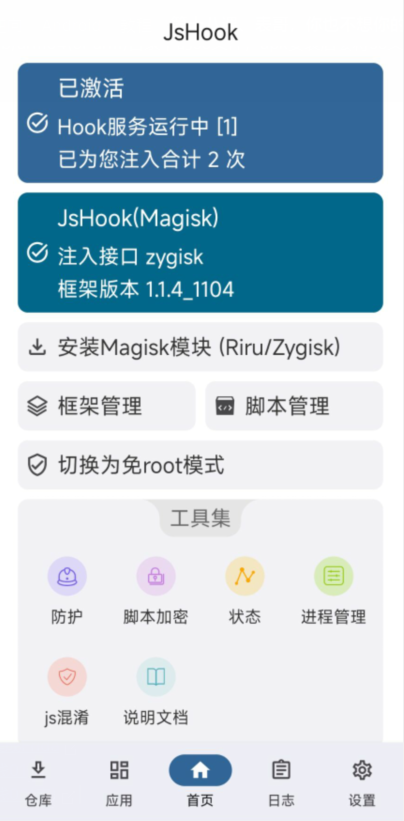 JsHook
已激活
Hook服务运行中 [1]
已为您注入合计 2 次
JsHook(Magisk)
注入接口 zygisk
框架版本 1.1.4_1104
安装Magisk模块 (Riru/Zygisk)
框架管理 脚本管理
切换为免root模式
工具集
防护 脚本加密 状态 进程管理
js混淆 说明文档
仓库 应用 首页 日志 设置